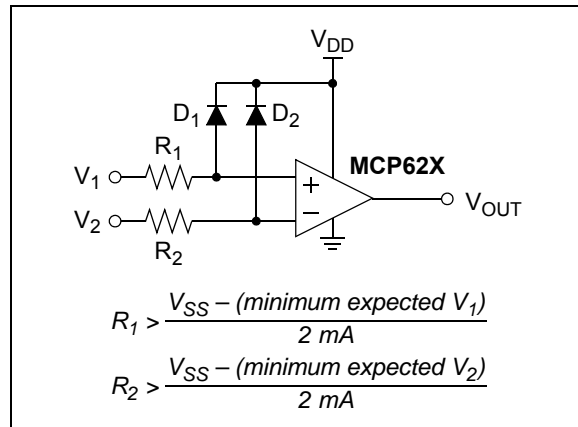 VDD
D1 D2
R1
MCP62X
V1
+
VOUT
V2
–
R2
R1 > VSS – (minimum expected V1)
2 mA
R2 > VSS – (minimum expected V2)
2 mA